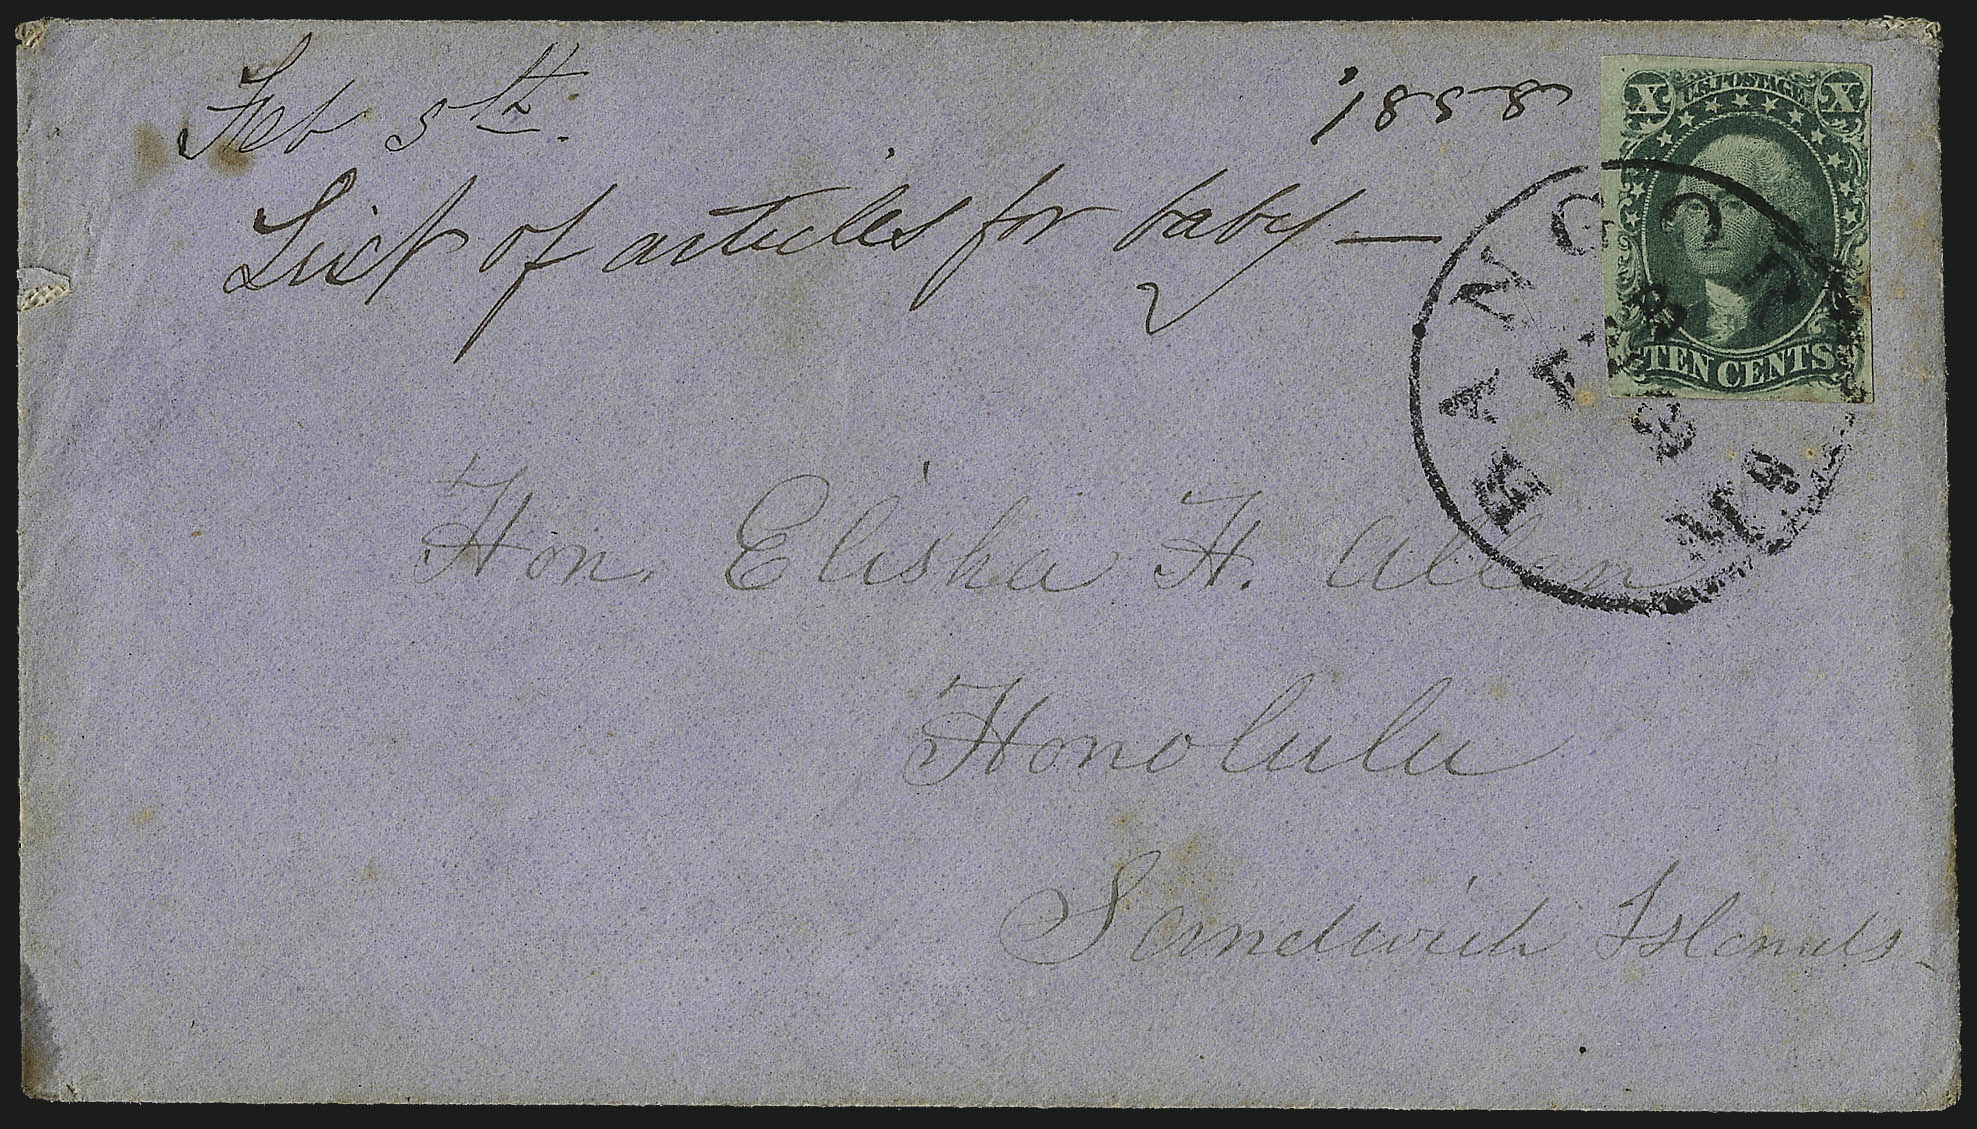 Feb 5th. 1858
List of articles for baby —
X U.S. POSTAGE X
TEN CENTS
BANGOR
FEB
8
Me
Hon. Elisha H. Allen
Honolulu
Sandwich Islands